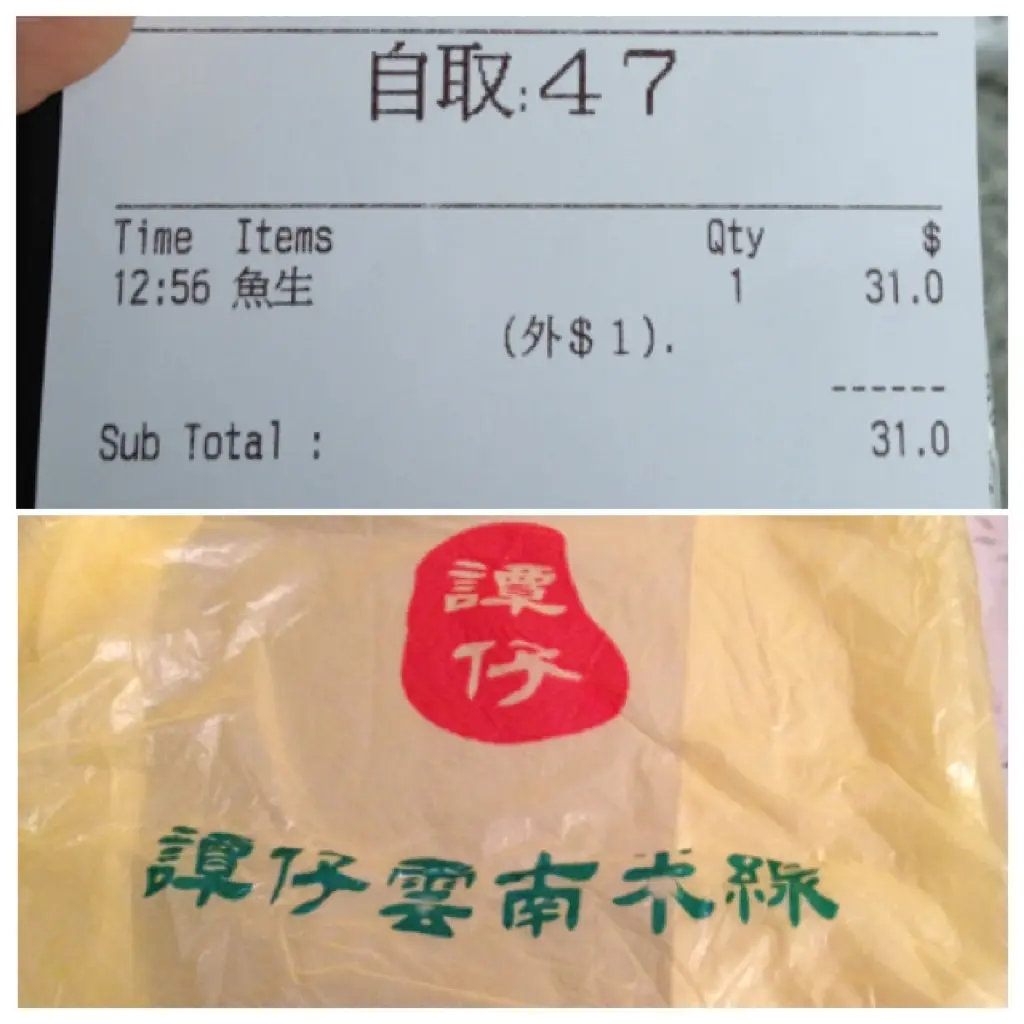 自取:47
Time Items Qty $
12:56 魚生 1 31.0
(外$1).
------
Sub Total : 31.0
譚
仔
譚仔雲南米線